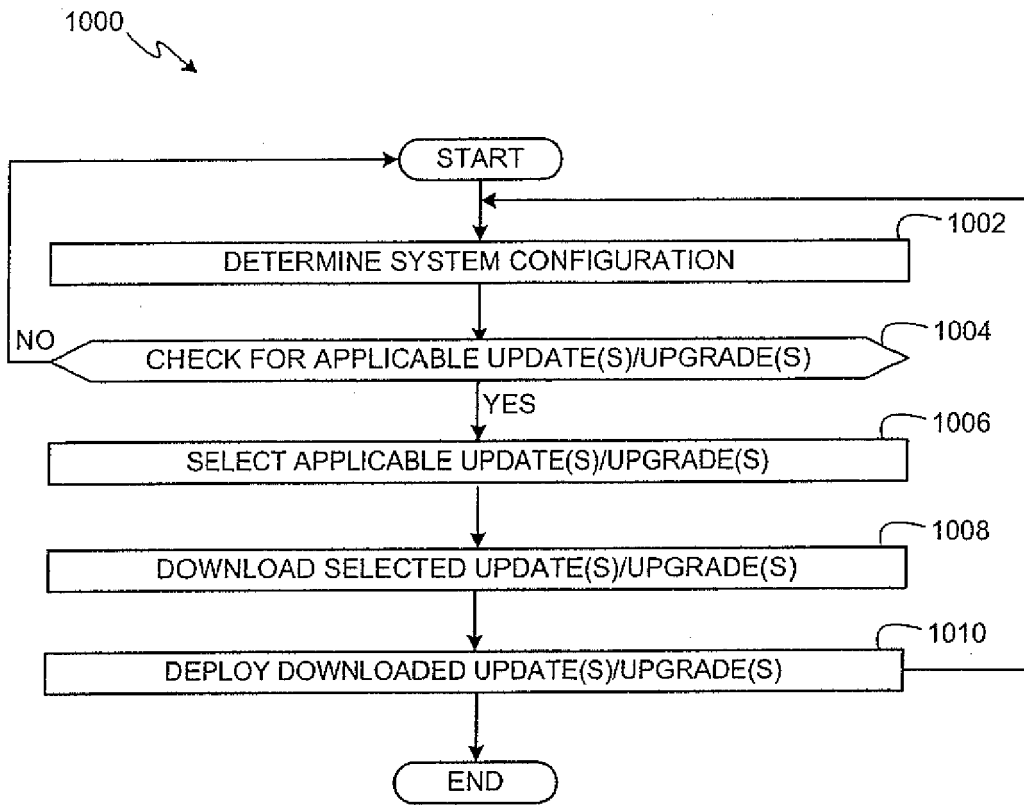 1000
START
1002
DETERMINE SYSTEM CONFIGURATION
NO
1004
CHECK FOR APPLICABLE UPDATE(S)/UPGRADE(S)
YES
1006
SELECT APPLICABLE UPDATE(S)/UPGRADE(S)
1008
DOWNLOAD SELECTED UPDATE(S)/UPGRADE(S)
1010
DEPLOY DOWNLOADED UPDATE(S)/UPGRADE(S)
END